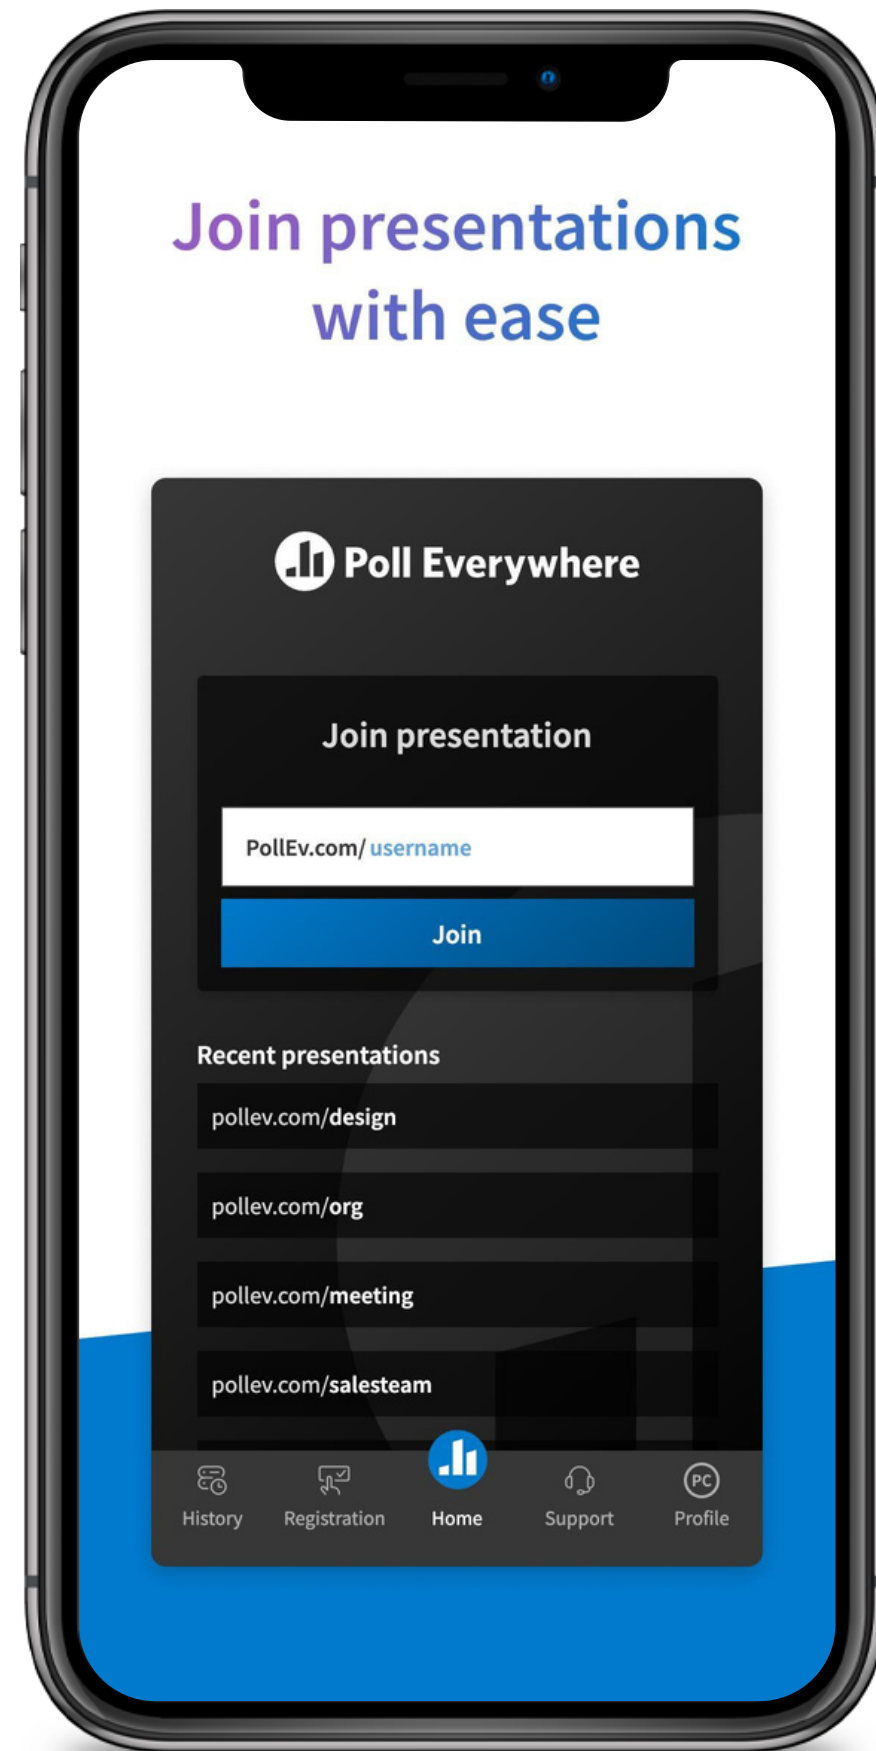 Join presentations
with ease
Poll Everywhere
Join presentation
PollEv.com/ username
Join
Recent presentations
pollev.com/design
pollev.com/org
pollev.com/meeting
pollev.com/salesteam
PC
History Registration Home Support Profile